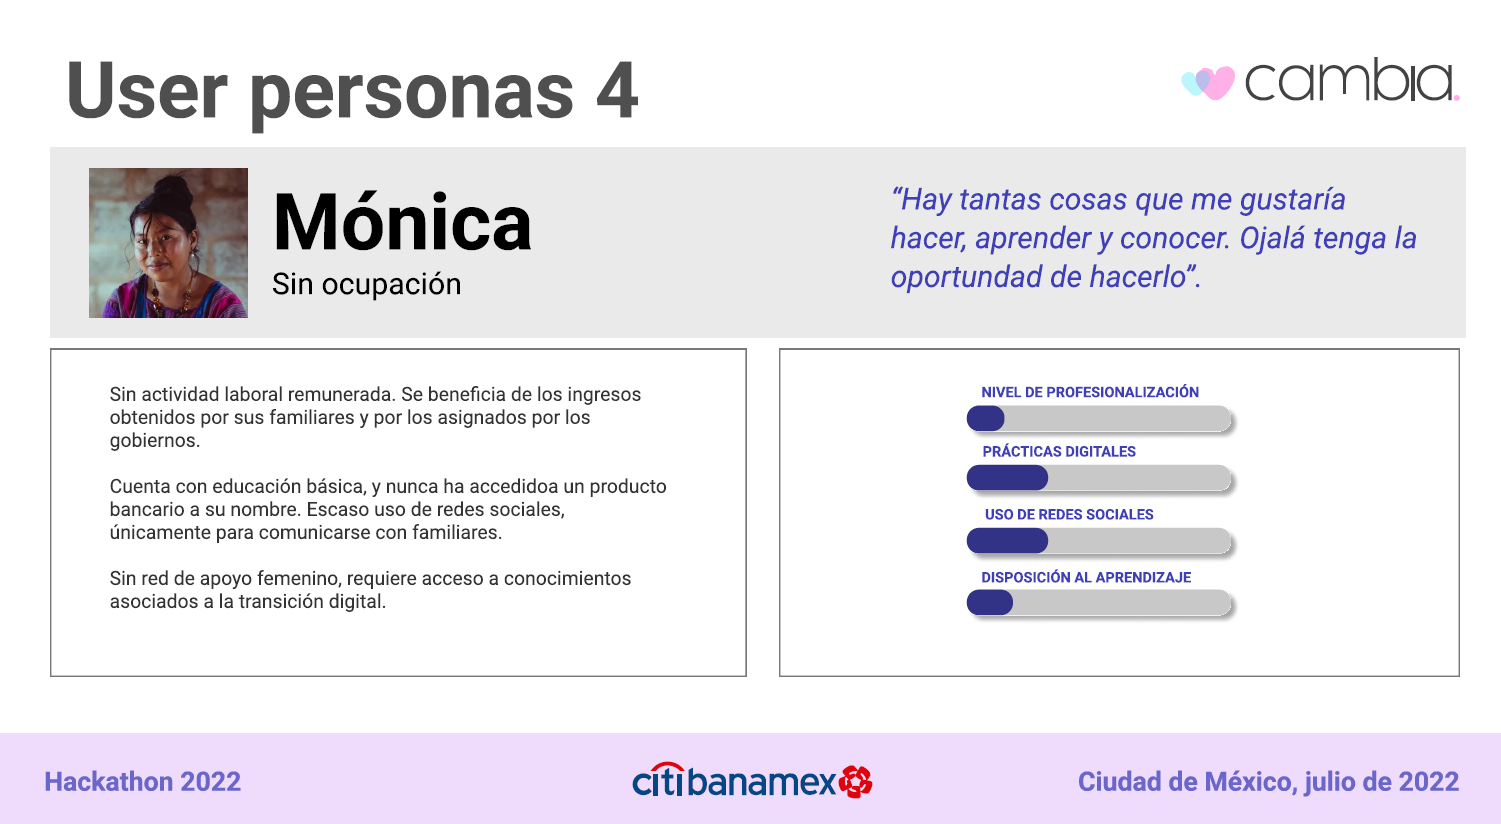 User personas 4
cambia.
Mónica
Sin ocupación
“Hay tantas cosas que me gustaría
hacer, aprender y conocer. Ojalá tenga la
oportundad de hacerlo”.
Sin actividad laboral remunerada. Se beneficia de los ingresos
obtenidos por sus familiares y por los asignados por los
gobiernos.
Cuenta con educación básica, y nunca ha accedidoa un producto
bancario a su nombre. Escaso uso de redes sociales,
únicamente para comunicarse con familiares.
Sin red de apoyo femenino, requiere acceso a conocimientos
asociados a la transición digital.
NIVEL DE PROFESIONALIZACIÓN
PRÁCTICAS DIGITALES
USO DE REDES SOCIALES
DISPOSICIÓN AL APRENDIZAJE
Hackathon 2022
citibanamex
Ciudad de México, julio de 2022